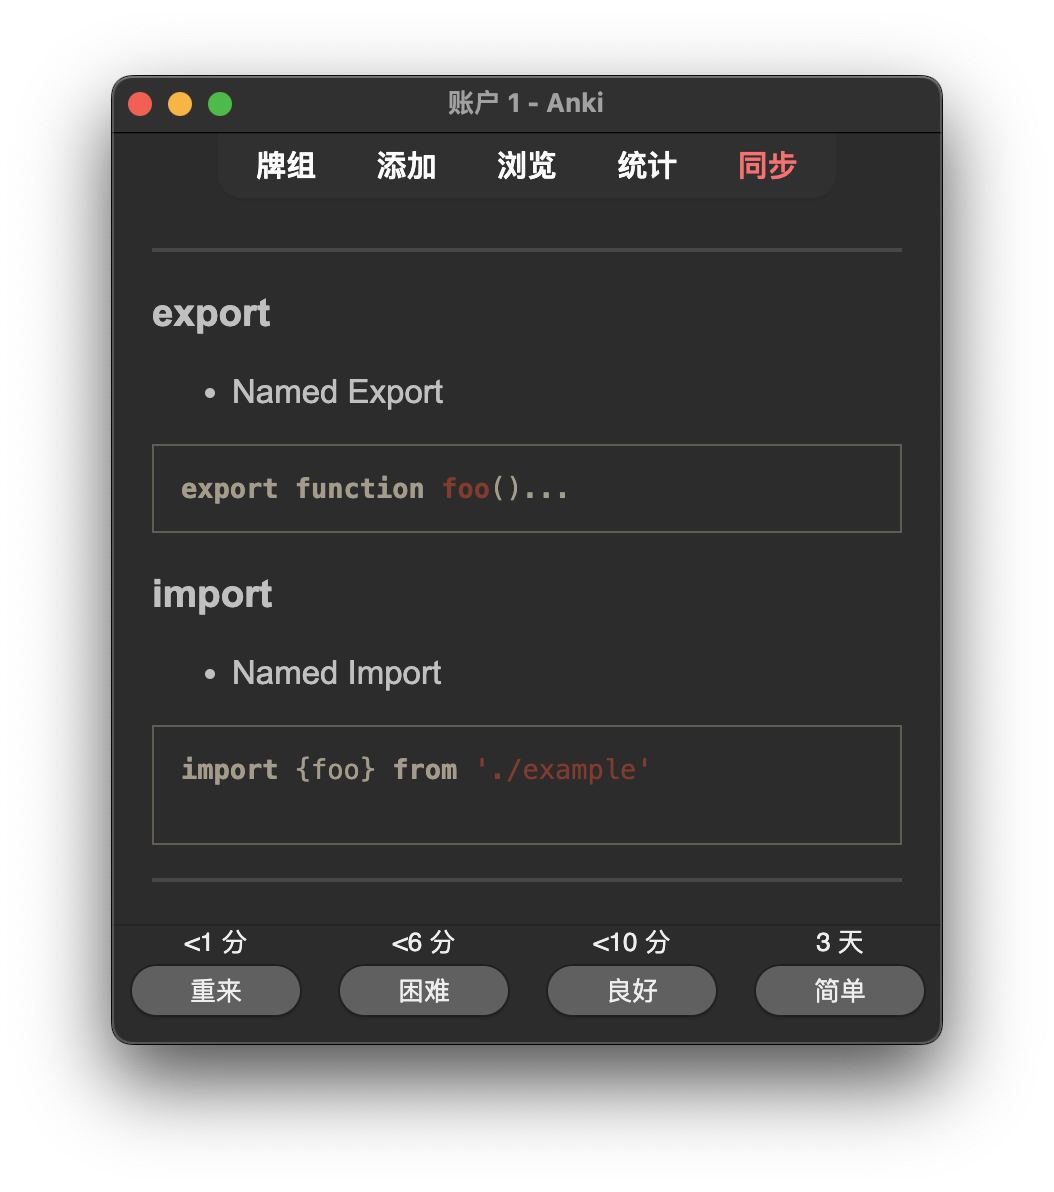 账户 1 - Anki
牌组 添加 浏览 统计 同步
export
• Named Export
export function foo()...
import
• Named Import
import {foo} from './example'
<1 分 <6 分 <10 分 3 天
重来 困难 良好 简单